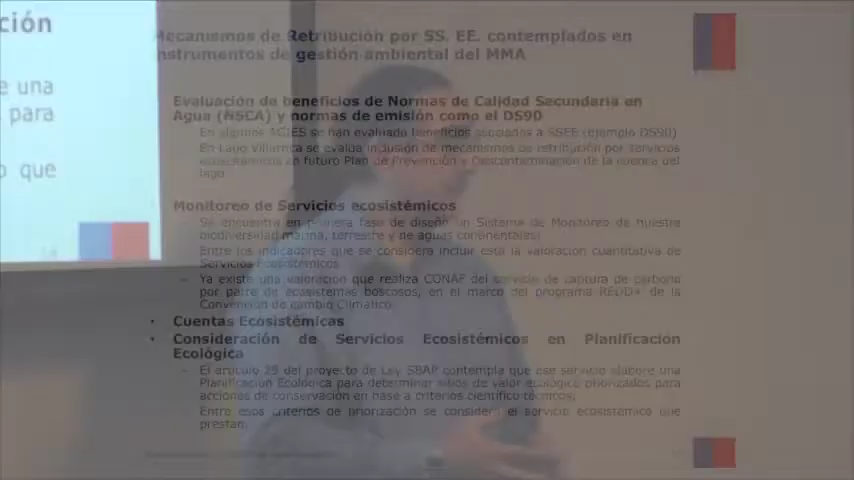 ción
e una
para
o que
Mecanismos de Retribución por SS. EE. contemplados en
instrumentos de gestión ambiental del MMA
Evaluación de beneficios de Normas de Calidad Secundaria en
Agua (NSCA) y normas de emisión como el DS90
En algunos AGIES se han evaluado beneficios asociados a SSEE (ejemplo DS90)
En Lago Villarrica se evalúa inclusión de mecanismos de retribución por servicios
ecosistémicos en futuro Plan de Prevención y Descontaminación de la cuenca del
lago
Monitoreo de Servicios ecosistémicos
Se encuentra en primera fase de diseño un Sistema de Monitoreo de nuestra
biodiversidad marina, terrestre y de aguas continentales;
Entre los indicadores que se considera incluir está la valoración cuantitativa de
Servicios Ecosistémicos
- Ya existe una valoración que realiza CONAF del servicio de captura de carbono
por parte de ecosistemas boscosos, en el marco del programa REDD+ de la
Convención de Cambio Climático.
• Cuentas Ecosistémicas
• Consideración de Servicios Ecosistémicos en Planificación
Ecológica
- El artículo 29 del proyecto de Ley SBAP contempla que ese servicio elabore una
Planificación Ecológica para determinar sitios de valor ecológico priorizados para
acciones de conservación en base a criterios científico técnicos;
Entre esos criterios de priorización se considera el servicio ecosistémico que
prestan.